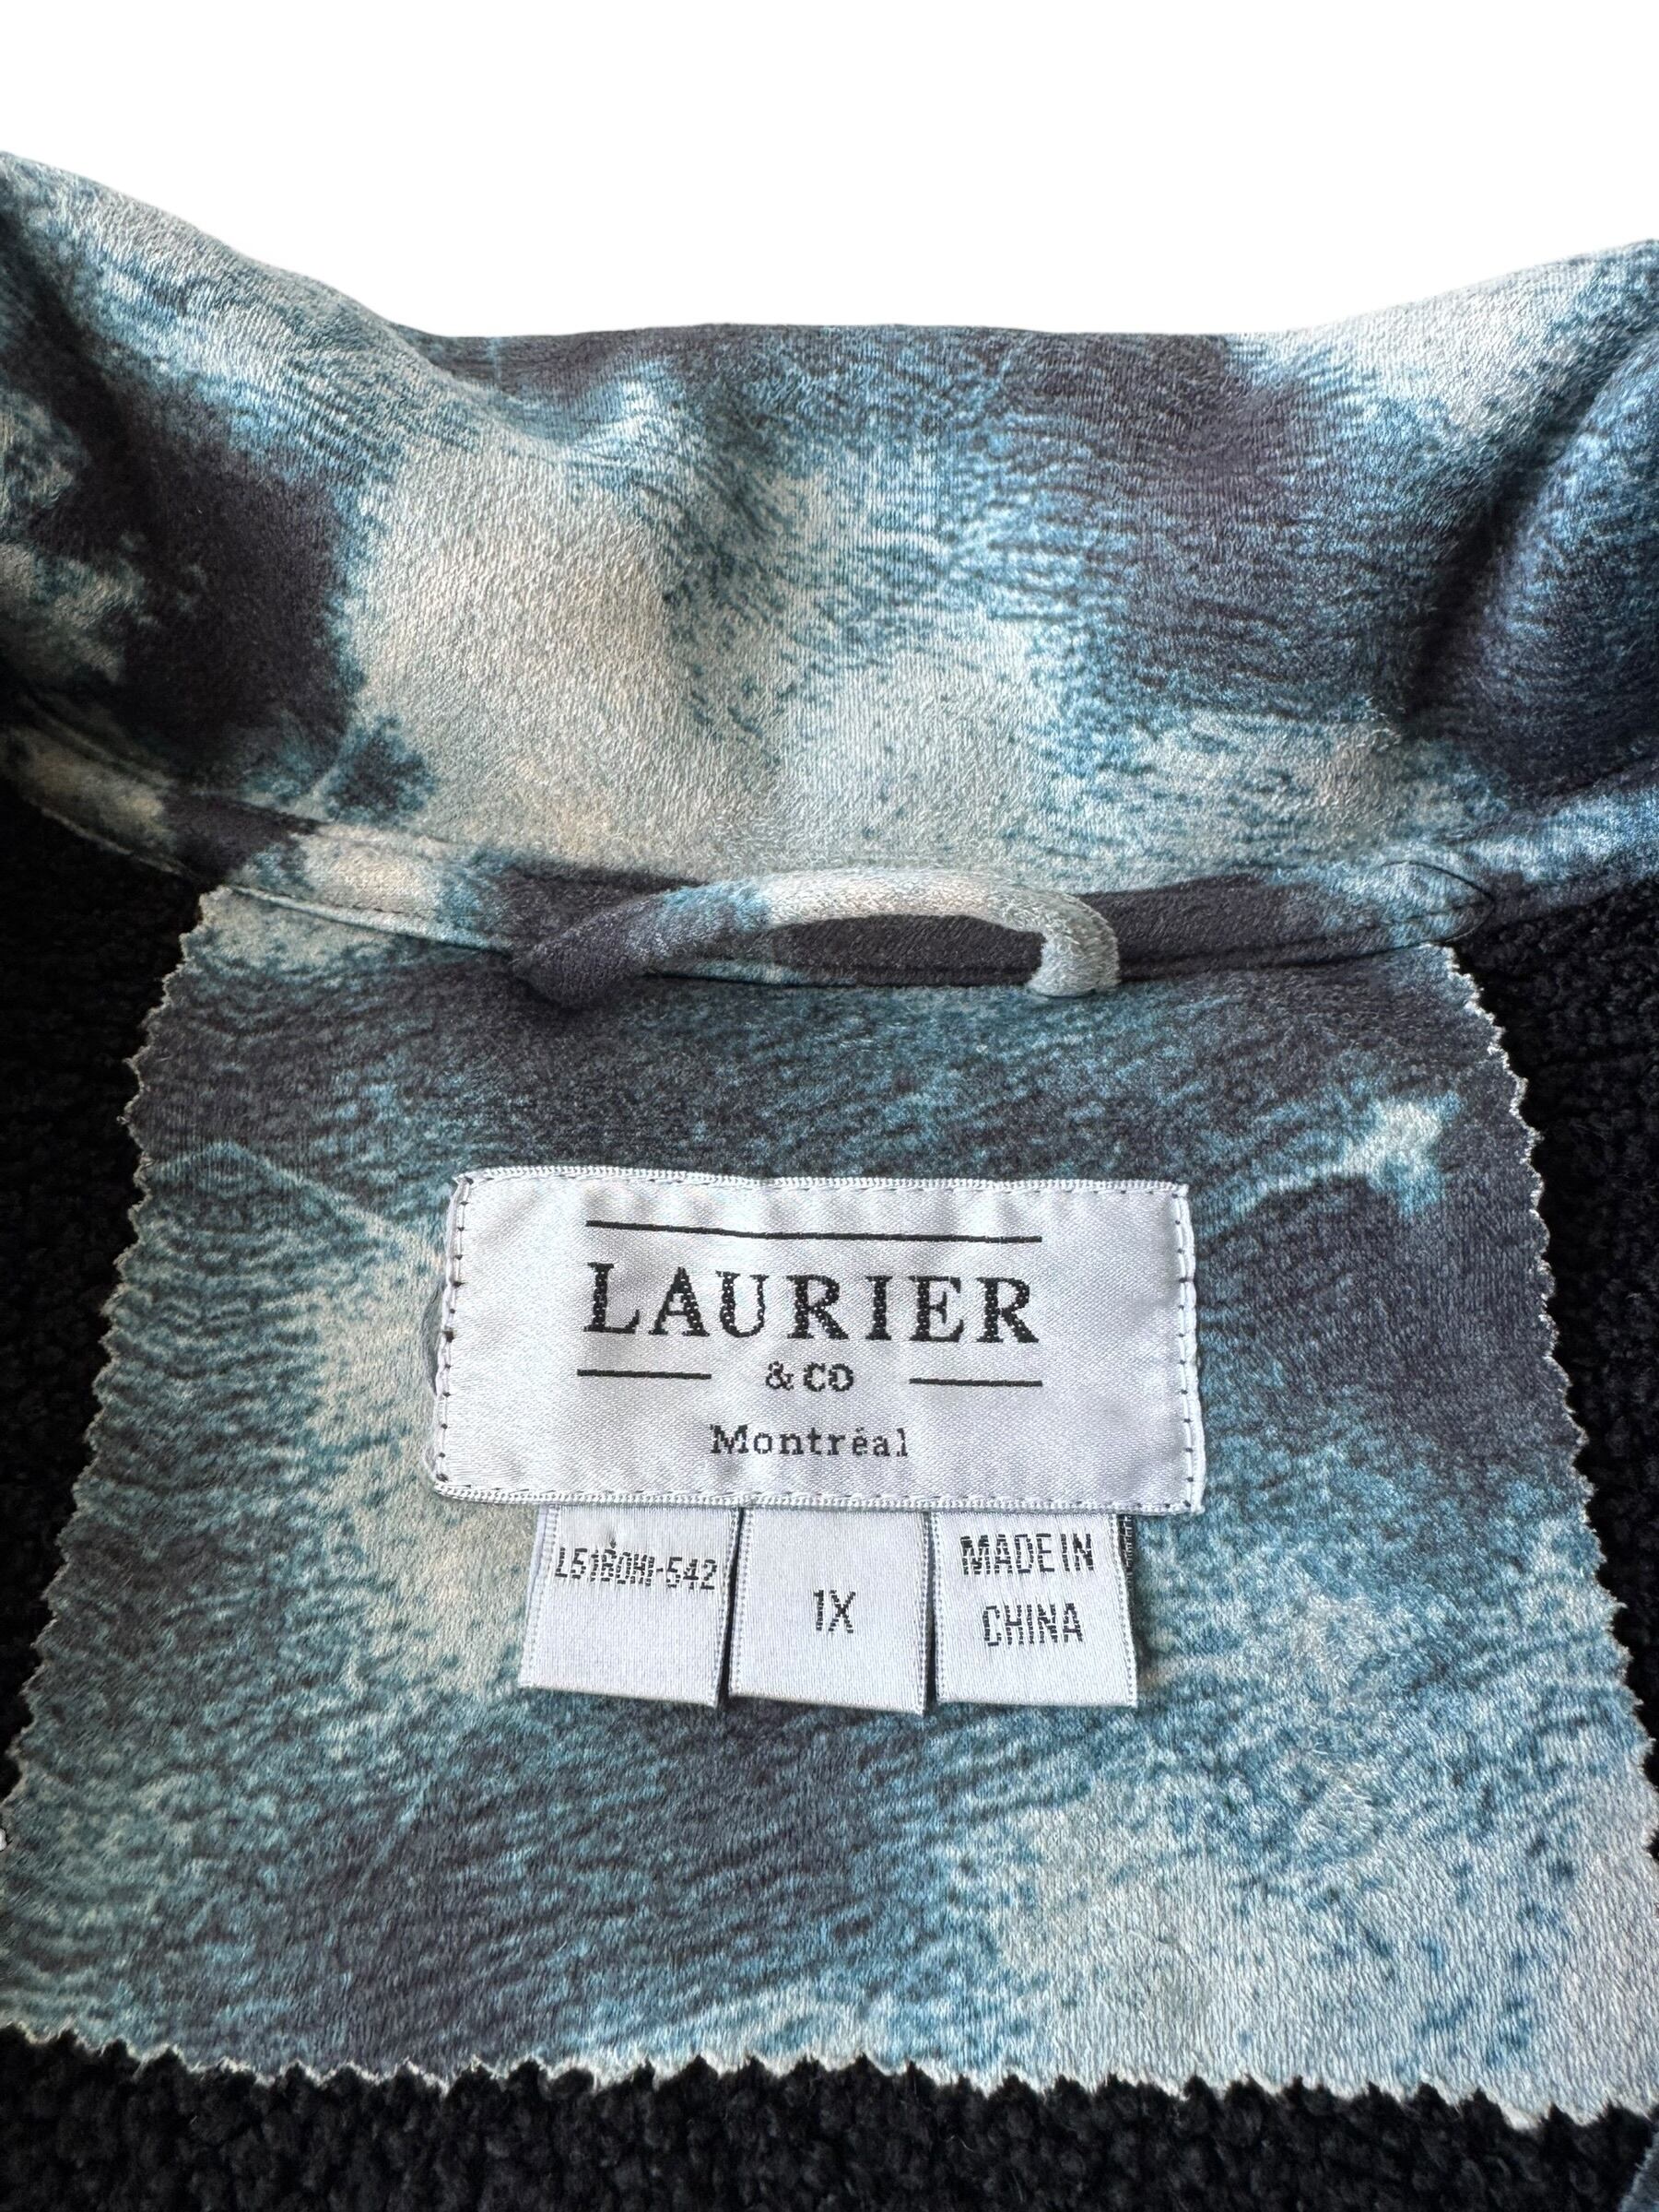 LAURIER
& CO
Montréal
L5160HI-542
1X
MADE IN
CHINA